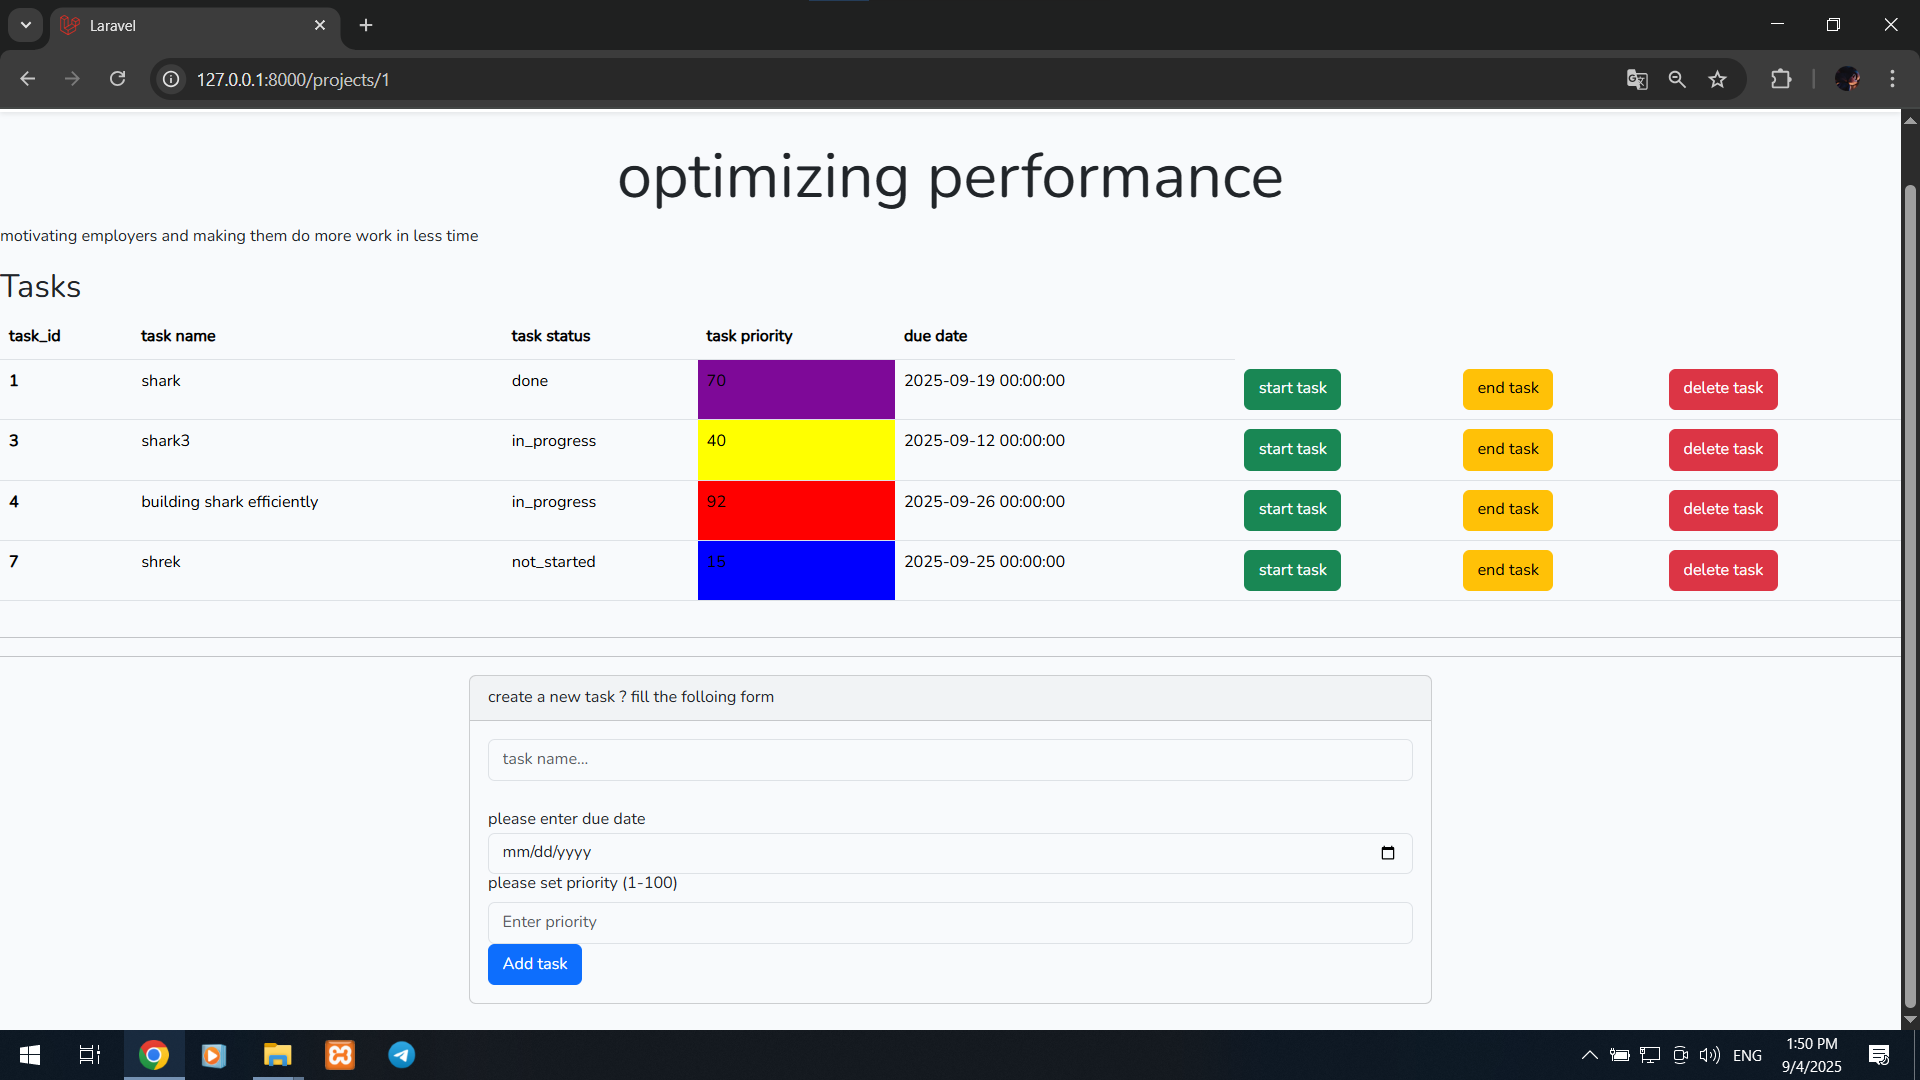 Laravel
127.0.0.1:8000/projects/1
optimizing performance
motivating employers and making them do more work in less time
Tasks
task_id task name task status task priority due date
1 shark done 70 2025-09-19 00:00:00 start task end task delete task
3 shark3 in_progress 40 2025-09-12 00:00:00 start task end task delete task
4 building shark efficiently in_progress 92 2025-09-26 00:00:00 start task end task delete task
7 shrek not_started 15 2025-09-25 00:00:00 start task end task delete task
create a new task ? fill the folloing form
task name...
please enter due date
mm/dd/yyyy
please set priority (1-100)
Enter priority
Add task
ENG
1:50 PM
9/4/2025